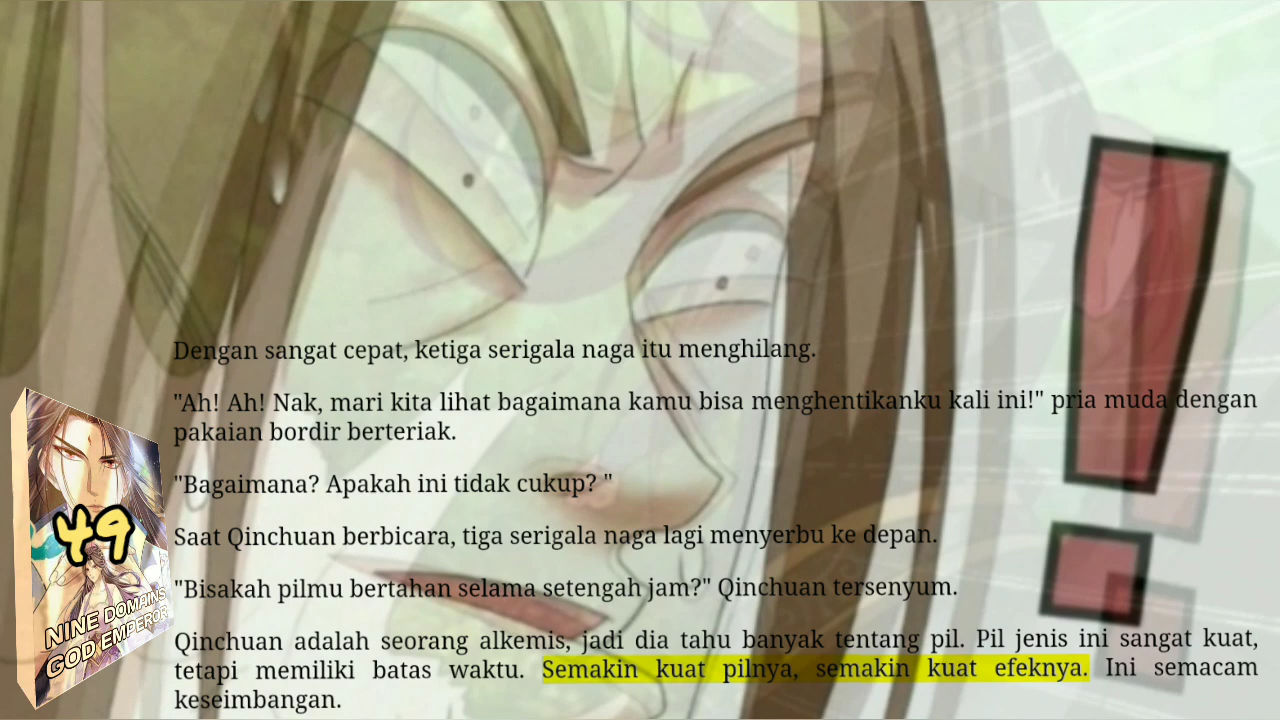 Dengan sangat cepat, ketiga serigala naga itu menghilang.
"Ah! Ah! Nak, mari kita lihat bagaimana kamu bisa menghentikanku kali ini!" pria muda dengan
pakaian bordir berteriak.
"Bagaimana? Apakah ini tidak cukup? "
Saat Qinchuan berbicara, tiga serigala naga lagi menyerbu ke depan.
"Bisakah pilmu bertahan selama setengah jam?" Qinchuan tersenyum.
Qinchuan adalah seorang alkemis, jadi dia tahu banyak tentang pil. Pil jenis ini sangat kuat,
tetapi memiliki batas waktu. Semakin kuat pilnya, semakin kuat efeknya. Ini semacam
keseimbangan.
49
NINE DOMAINS
GOD EMPEROR
!